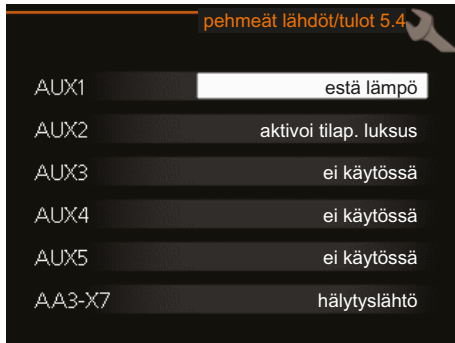 pehmeät lähdöt/tulot 5.4
AUX1 estä lämpö
AUX2 aktivoi tilap. luksus
AUX3 ei käytössä
AUX4 ei käytössä
AUX5 ei käytössä
AA3-X7 hälytyslähtö